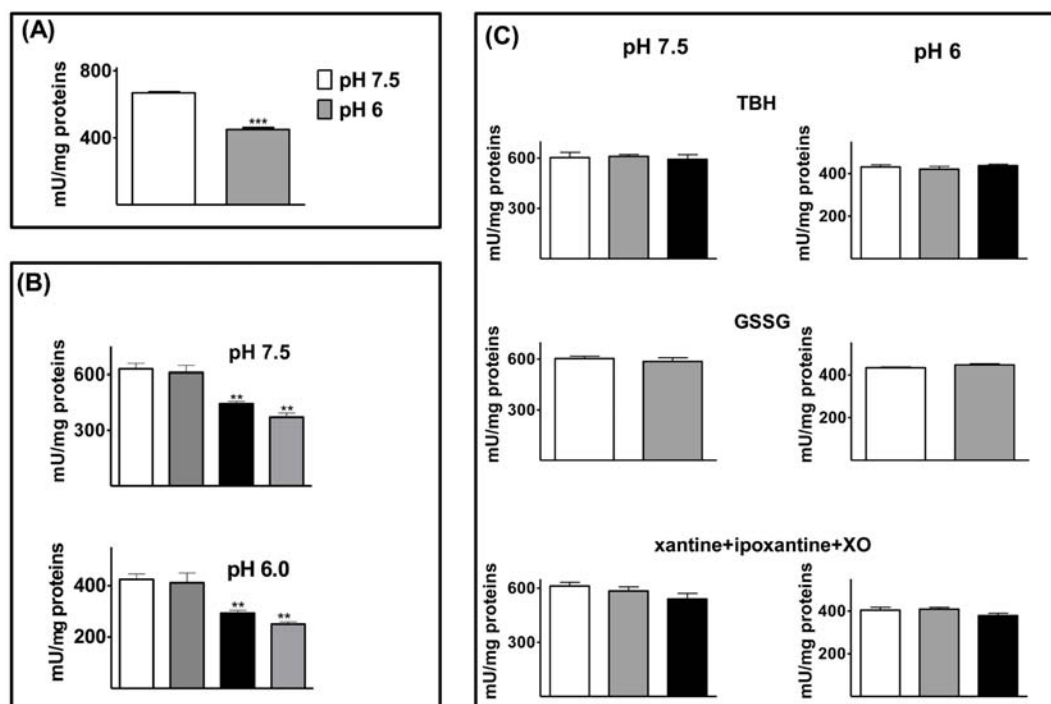 (A)
mU/mg proteins
800
400
***
pH 7.5
pH 6
(B)
pH 7.5
mU/mg proteins
600
300
**
**
pH 6.0
mU/mg proteins
400
200
**
**
(C)
pH 7.5
pH 6
TBH
mU/mg proteins
600
300
mU/mg proteins
400
200
GSSG
mU/mg proteins
600
300
mU/mg proteins
400
200
xantine+ipoxantine+XO
mU/mg proteins
600
300
mU/mg proteins
400
200